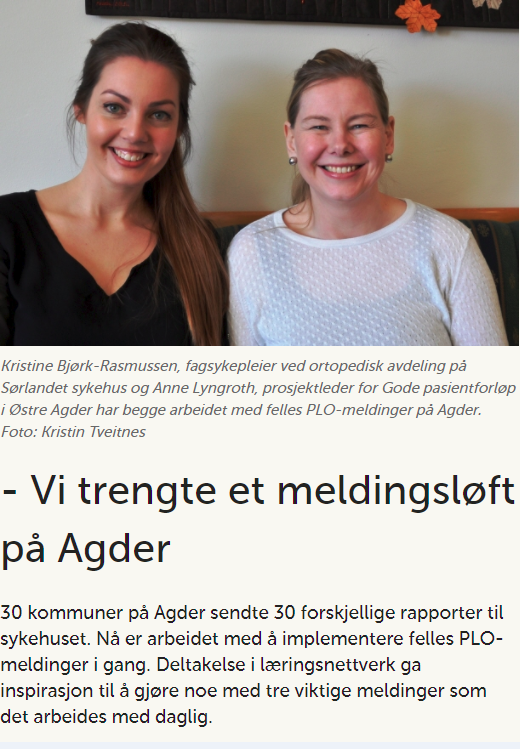 Kristine Bjørk-Rasmussen, fagsykepleier ved ortopedisk avdeling på
Sørlandet sykehus og Anne Lyngroth, prosjektleder for Gode pasientforløp
i Østre Agder har begge arbeidet med felles PLO-meldinger på Agder.
Foto: Kristin Tveitnes
- Vi trengte et meldingsløft
på Agder
30 kommuner på Agder sendte 30 forskjellige rapporter til
sykehuset. Nå er arbeidet med å implementere felles PLO-
meldinger i gang. Deltakelse i læringsnettverk ga
inspirasjon til å gjøre noe med tre viktige meldinger som
det arbeides med daglig.